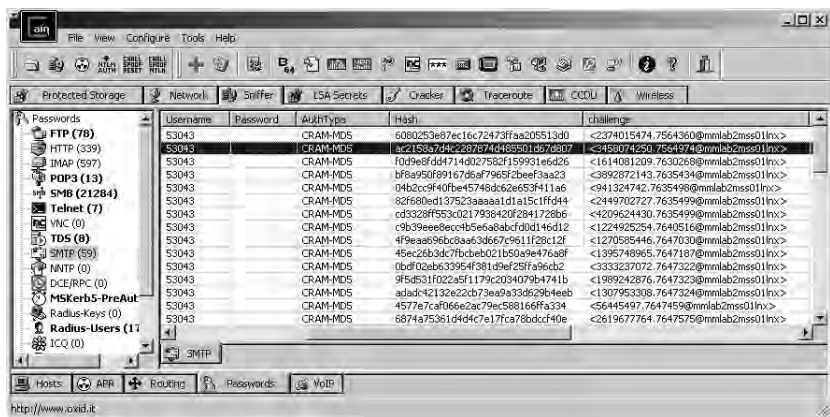 ain
File View Configure Tools Help
Protected Storage Network Sniffer LSA Secrets Cracker Traceroute CCDU Wireless
Passwords
FTP (78)
HTTP (339)
IMAP (597)
POP3 (13)
SMB (21284)
Telnet (7)
VNC (0)
TDS (8)
SMTP (59)
NNTP (0)
DCE/RPC (0)
MSKerb5-PreAut
Radius-Keys (0)
Radius-Users (17
ICQ (0)
Username Password AuthType Hash challenge
53043 CRAM-MD5 6080253e87ec16c72473ffaa205513d0 <2374015474.7564360@mmlab2mss01lnx>
53043 CRAM-MD5 ac2158a7d4c2287874d485501d67d807 <3458074250.7564974@mmlab2mss01lnx>
53043 CRAM-MD5 f0d9e8fdd4714d027582f159931e6d26 <1614081209.7630268@mmlab2mss01lnx>
53043 CRAM-MD5 bf8a950f89167d6af7965f2beef3aa23 <3892872143.7635434@mmlab2mss01lnx>
53043 CRAM-MD5 04b2cc9f40fbe45748dc62e653f411a6 <941324742.7635498@mmlab2mss01lnx>
53043 CRAM-MD5 82f680ed137523aaaaa1d1a15c1ffd44 <2449702727.7635499@mmlab2mss01lnx>
53043 CRAM-MD5 cd3328ff553c0217938420f2841728b6 <4209624430.7635499@mmlab2mss01lnx>
53043 CRAM-MD5 c9b39eee8ecc4b5e6a8abcfd0d146d12 <1224925254.7640516@mmlab2mss01lnx>
53043 CRAM-MD5 4f9eaa696bc8aa63d667c9611f28c12f <1270585446.7647030@mmlab2mss01lnx>
53043 CRAM-MD5 45ec26b3dc7fbcbeb021b50a9e476a8f <1395748965.7647187@mmlab2mss01lnx>
53043 CRAM-MD5 0bdf02eb633954f381d9ef25ffa96cb2 <3333237072.7647322@mmlab2mss01lnx>
53043 CRAM-MD5 9f5d531f022a5f1179c2034079b4741b <1989242876.7647323@mmlab2mss01lnx>
53043 CRAM-MD5 adadc42132e22cb73ea9a33d629b4eeb <1307953308.7647324@mmlab2mss01lnx>
53043 CRAM-MD5 4577e7caf066e2ac79ec588166ffa334 <56445497.7647459@mmlab2mss01lnx>
53043 CRAM-MD5 6874a75361d4d4c7e17fca78bdccf40e <2619677764.7647575@mmlab2mss01lnx>
SMTP
Hosts APR Routing Passwords VoIP
http://www.oxid.it